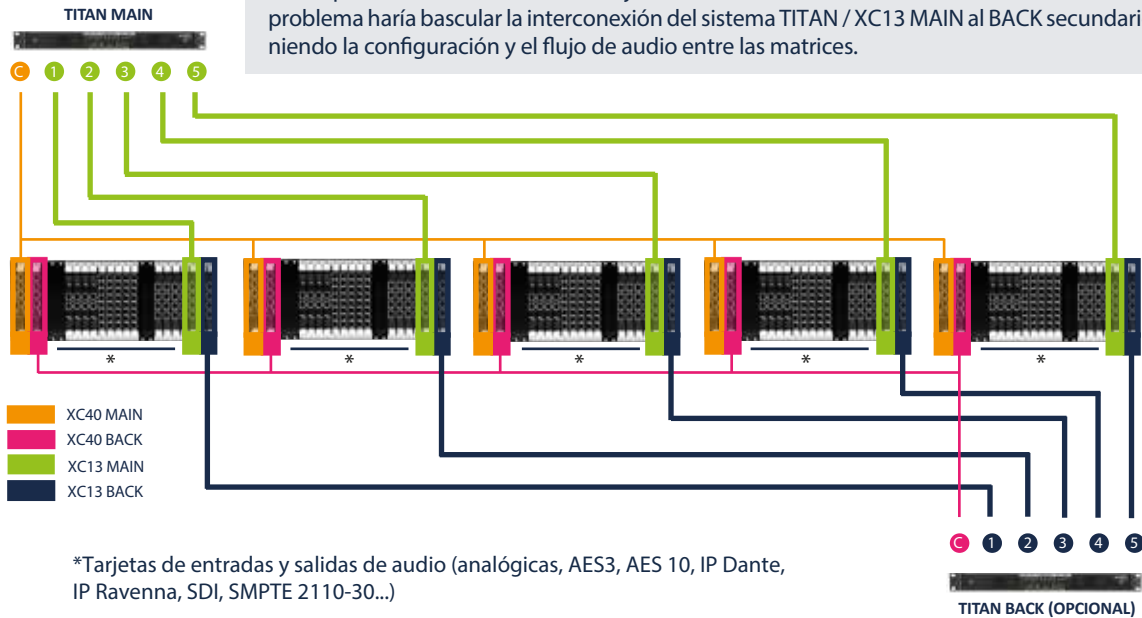 TITAN MAIN
problema haría bascular la interconexión del sistema TITAN / XC13 MAIN al BACK secundari
niendo la configuración y el flujo de audio entre las matrices.
C 1 2 3 4 5
* * * * *
XC40 MAIN
XC40 BACK
XC13 MAIN
XC13 BACK
C 1 2 3 4 5
*Tarjetas de entradas y salidas de audio (analógicas, AES3, AES 10, IP Dante,
IP Ravenna, SDI, SMPTE 2110-30...)
TITAN BACK (OPCIONAL)